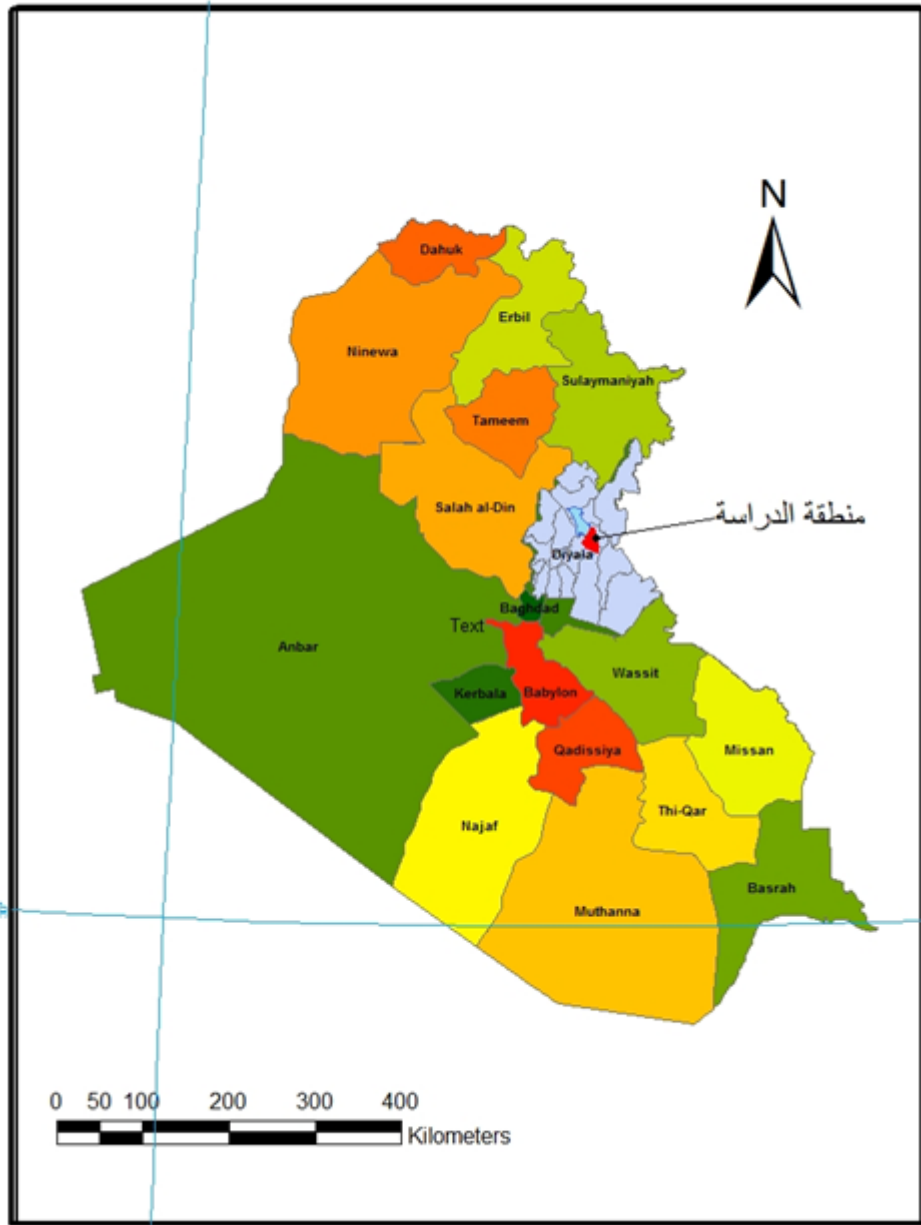 N
Dahuk
Erbil
Ninewa
Sulaymaniyah
Tameem
Salah al-Din
منطقة الدراسة
Diyala
Baghdad
Text
Anbar
Wassit
Kerbala
Babylon
Qadissiya
Missan
Thi-Qar
Najaf
Basrah
Muthanna
0 50 100 200 300 400
Kilometers